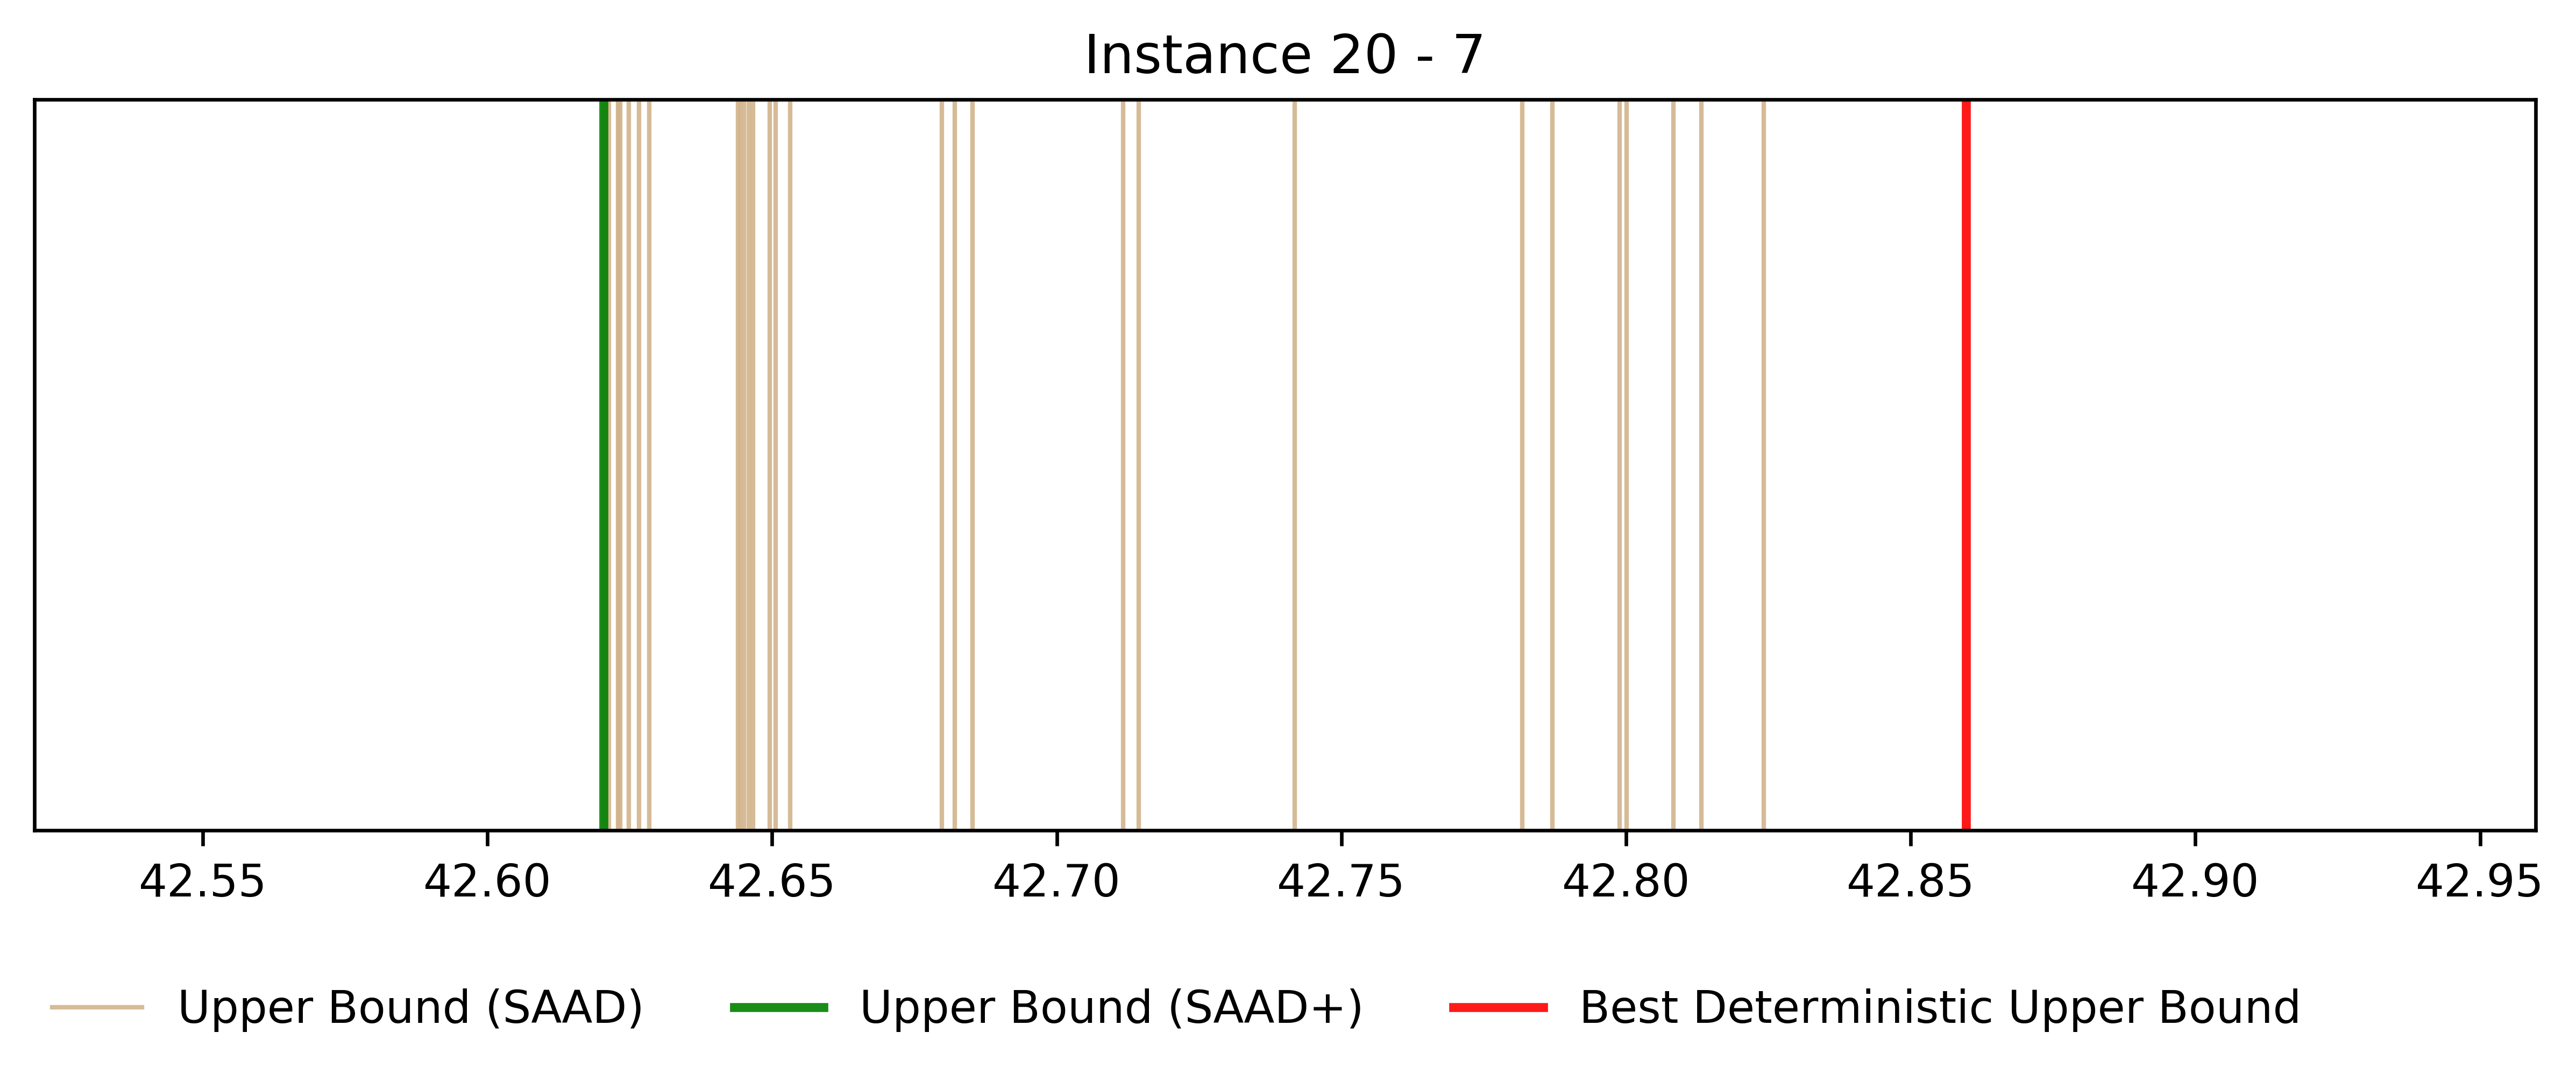 Instance 20 - 7
42.55 42.60 42.65 42.70 42.75 42.80 42.85 42.90 42.95
Upper Bound (SAAD) Upper Bound (SAAD+) Best Deterministic Upper Bound